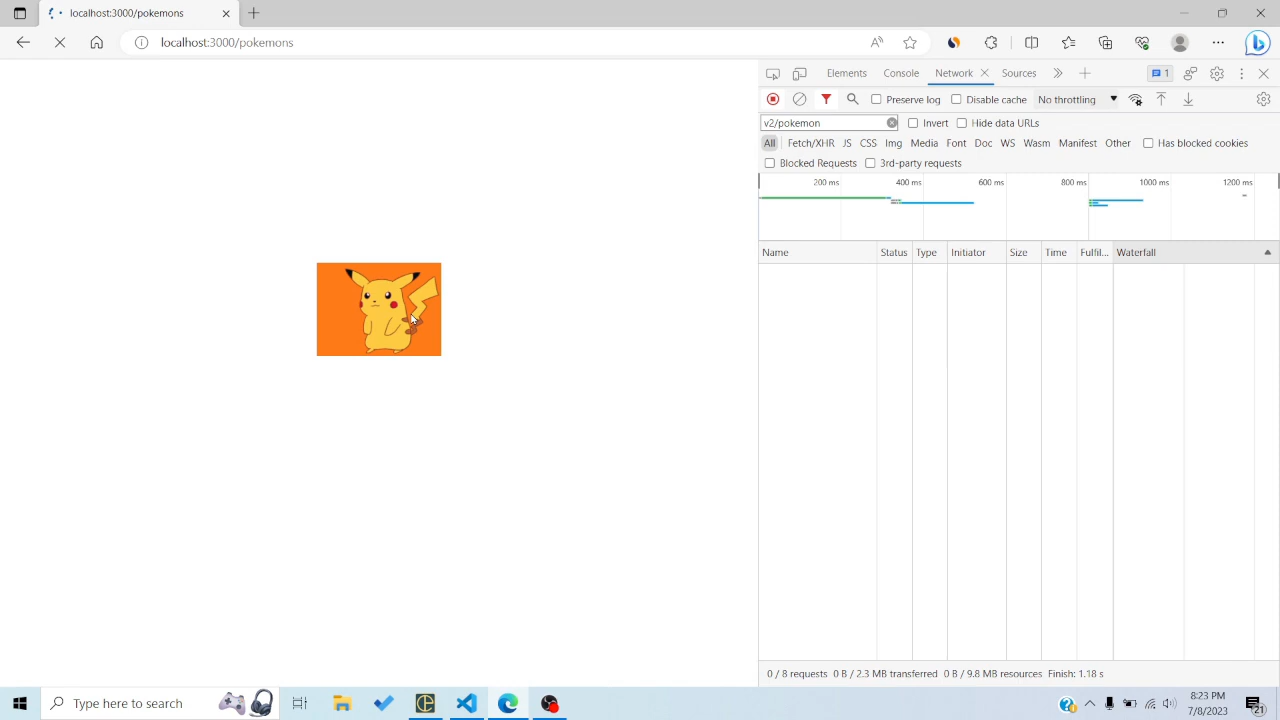 localhost:3000/pokemons
localhost:3000/pokemons
Elements Console Network Sources 1
Preserve log Disable cache No throttling
v2/pokemon Invert Hide data URLs
All Fetch/XHR JS CSS Img Media Font Doc WS Wasm Manifest Other Has blocked cookies
Blocked Requests 3rd-party requests
200 ms 400 ms 600 ms 800 ms 1000 ms 1200 ms
Name Status Type Initiator Size Time Fulfil... Waterfall
0 / 8 requests 0 B / 2.3 MB transferred 0 B / 9.8 MB resources Finish: 1.18 s
Type here to search
8:23 PM
7/8/2023
21